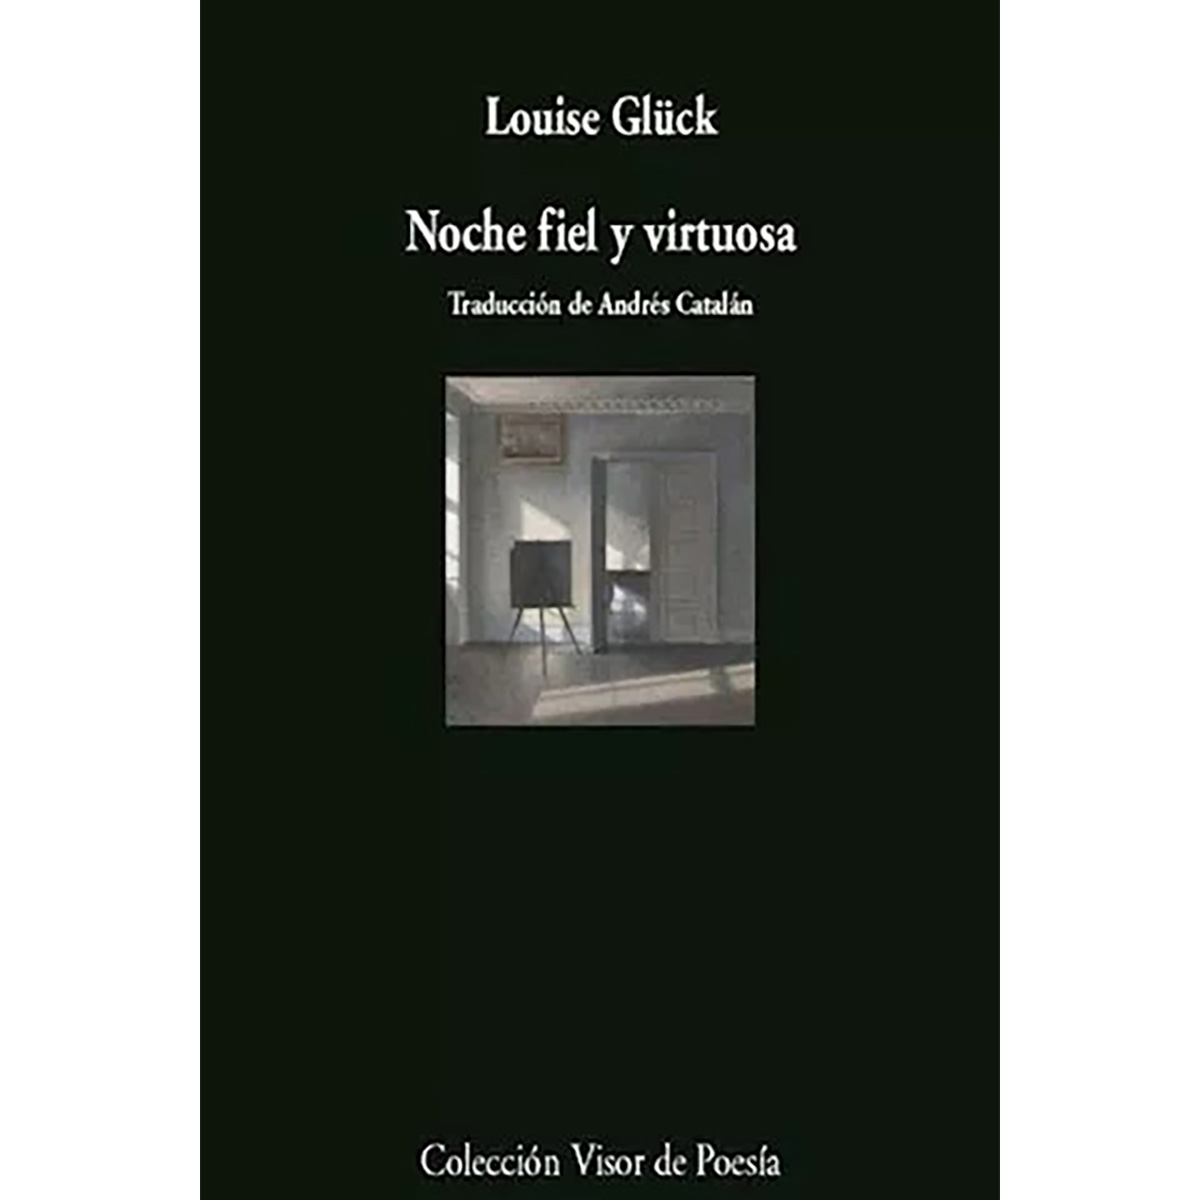 Louise Glück
Noche fiel y virtuosa
Traducción de Andrés Catalán
Colección Visor de Poesía